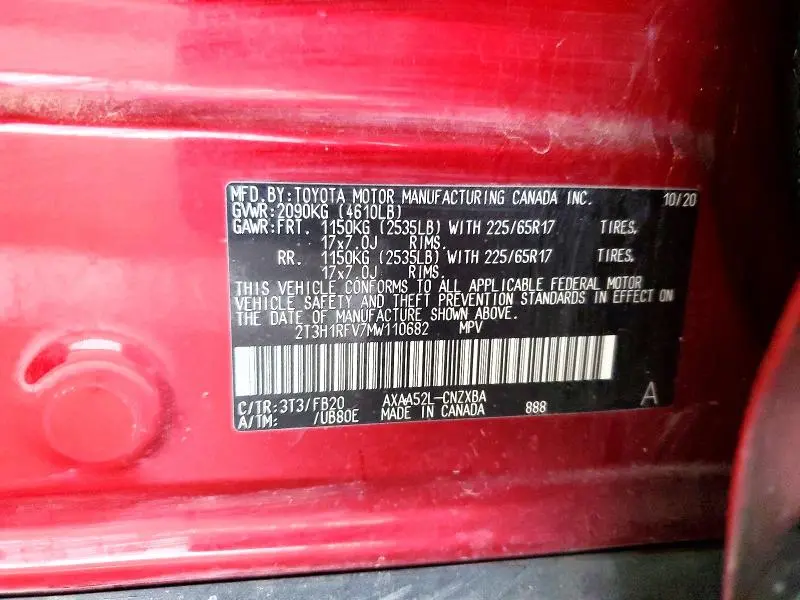 MFD.BY:TOYOTA MOTOR MANUFACTURING CANADA INC. 10/20
GVWR:2090KG (4610LB)
GAWR:FRT. 1150KG (2535LB) WITH 225/65R17 TIRES,
17x7.0J RIMS.
RR. 1150KG (2535LB) WITH 225/65R17 TIRES,
17x7.0J RIMS.
THIS VEHICLE CONFORMS TO ALL APPLICABLE FEDERAL MOTOR
VEHICLE SAFETY AND THEFT PREVENTION STANDARDS IN EFFECT ON
THE DATE OF MANUFACTURE SHOWN ABOVE.
2T3H1RFV7MW110682 MPV
C/TR:3T3/FB20 AXAA52L-CNZXBA
A/TM: /UB80E MADE IN CANADA 888 A